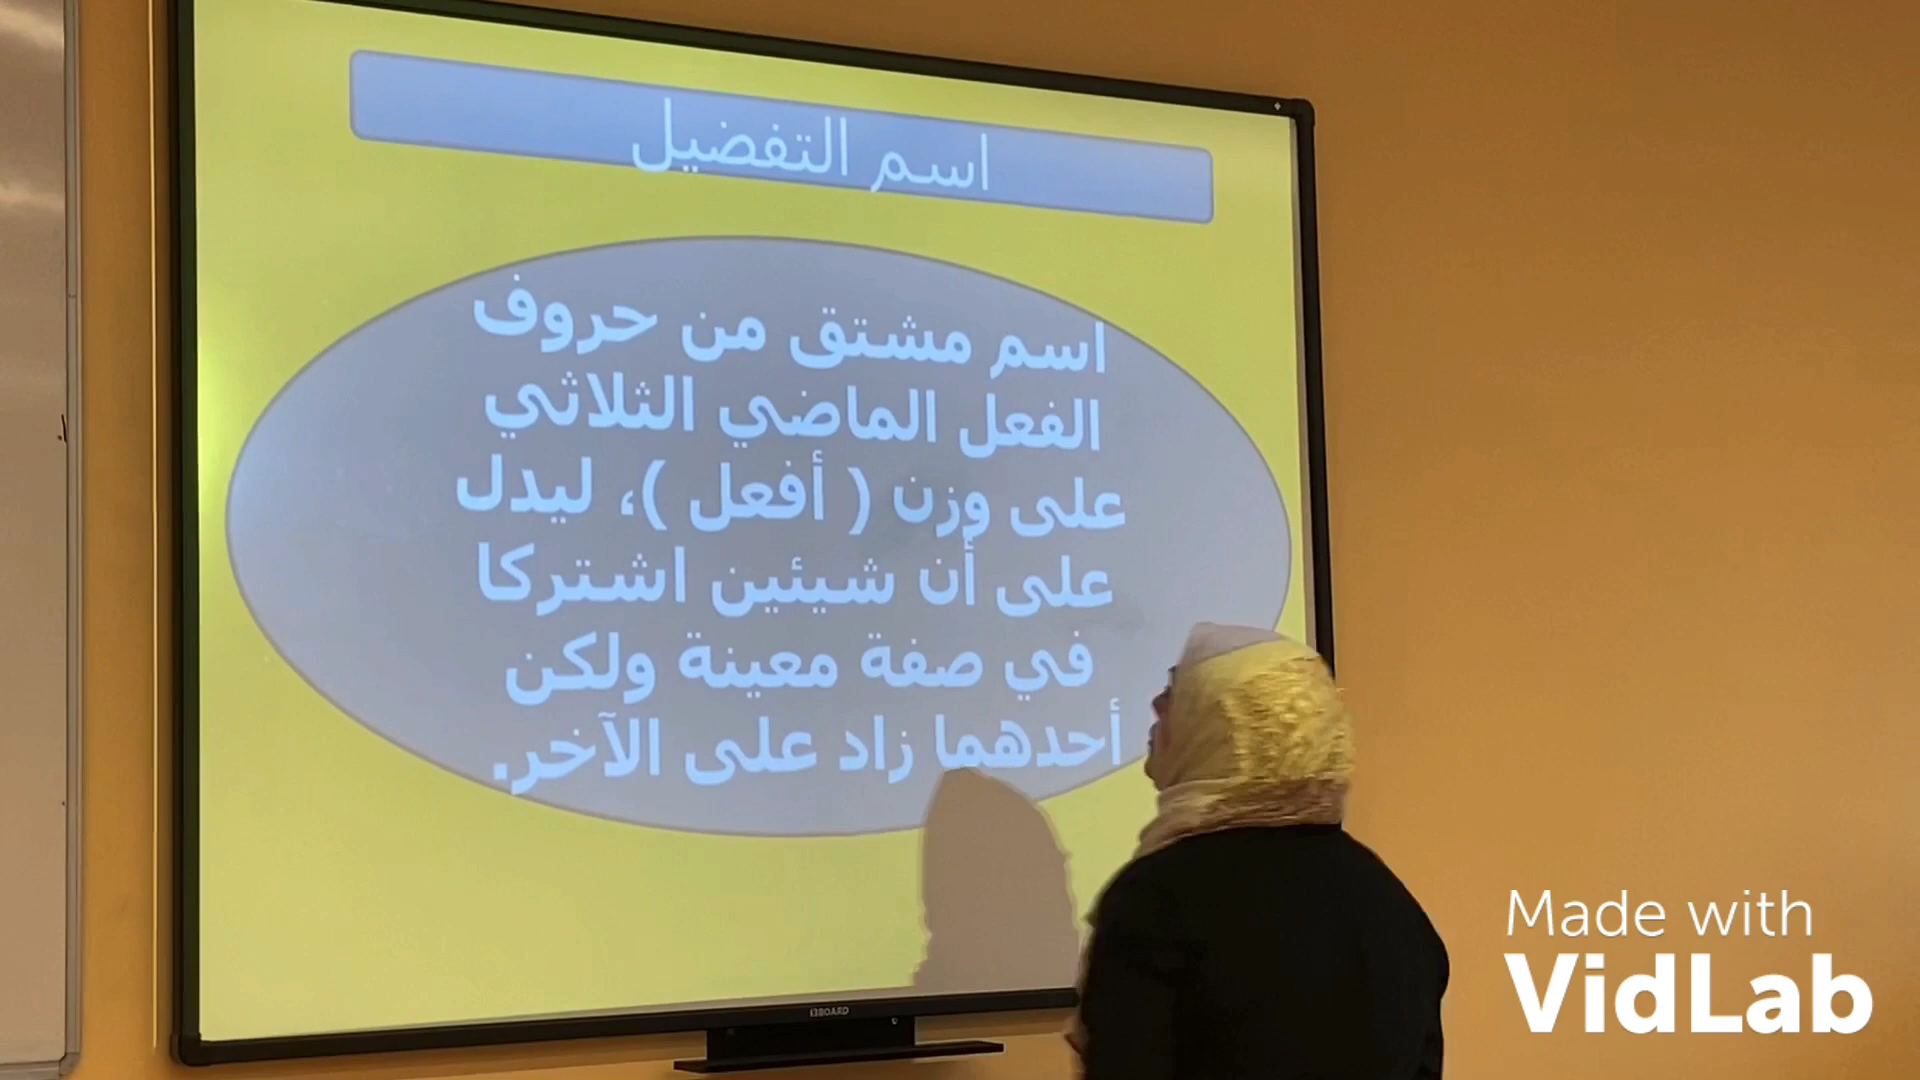 اسم التفضيل
اسم مشتق من حروف
الفعل الماضي الثلاثي
على وزن ( أفعل )، ليدل
على أن شيئين اشتركا
في صفة معينة ولكن
أحدهما زاد على الآخر.
i3BOARD
Made with
VidLab